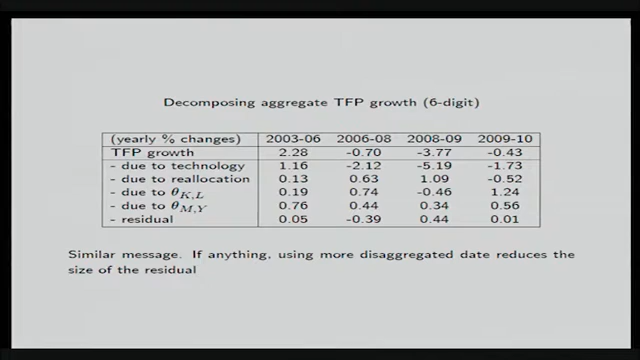 Decomposing aggregate TFP growth (6-digit)
(yearly % changes) 2003-06 2006-08 2008-09 2009-10
TFP growth 2.28 -0.70 -3.77 -0.43
- due to technology 1.16 -2.12 -5.19 -1.73
- due to reallocation 0.13 0.63 1.09 -0.52
- due to θK,L 0.19 0.74 -0.46 1.24
- due to θM,Y 0.76 0.44 0.34 0.56
- residual 0.05 -0.39 0.44 0.01
Similar message. If anything, using more disaggregated date reduces the
size of the residual